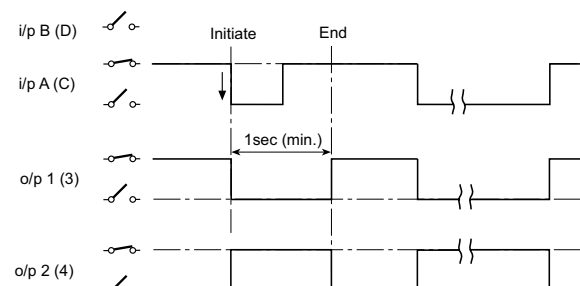 i/p B (D)
Initiate
End
i/p A (C)
1sec (min.)
o/p 1 (3)
o/p 2 (4)